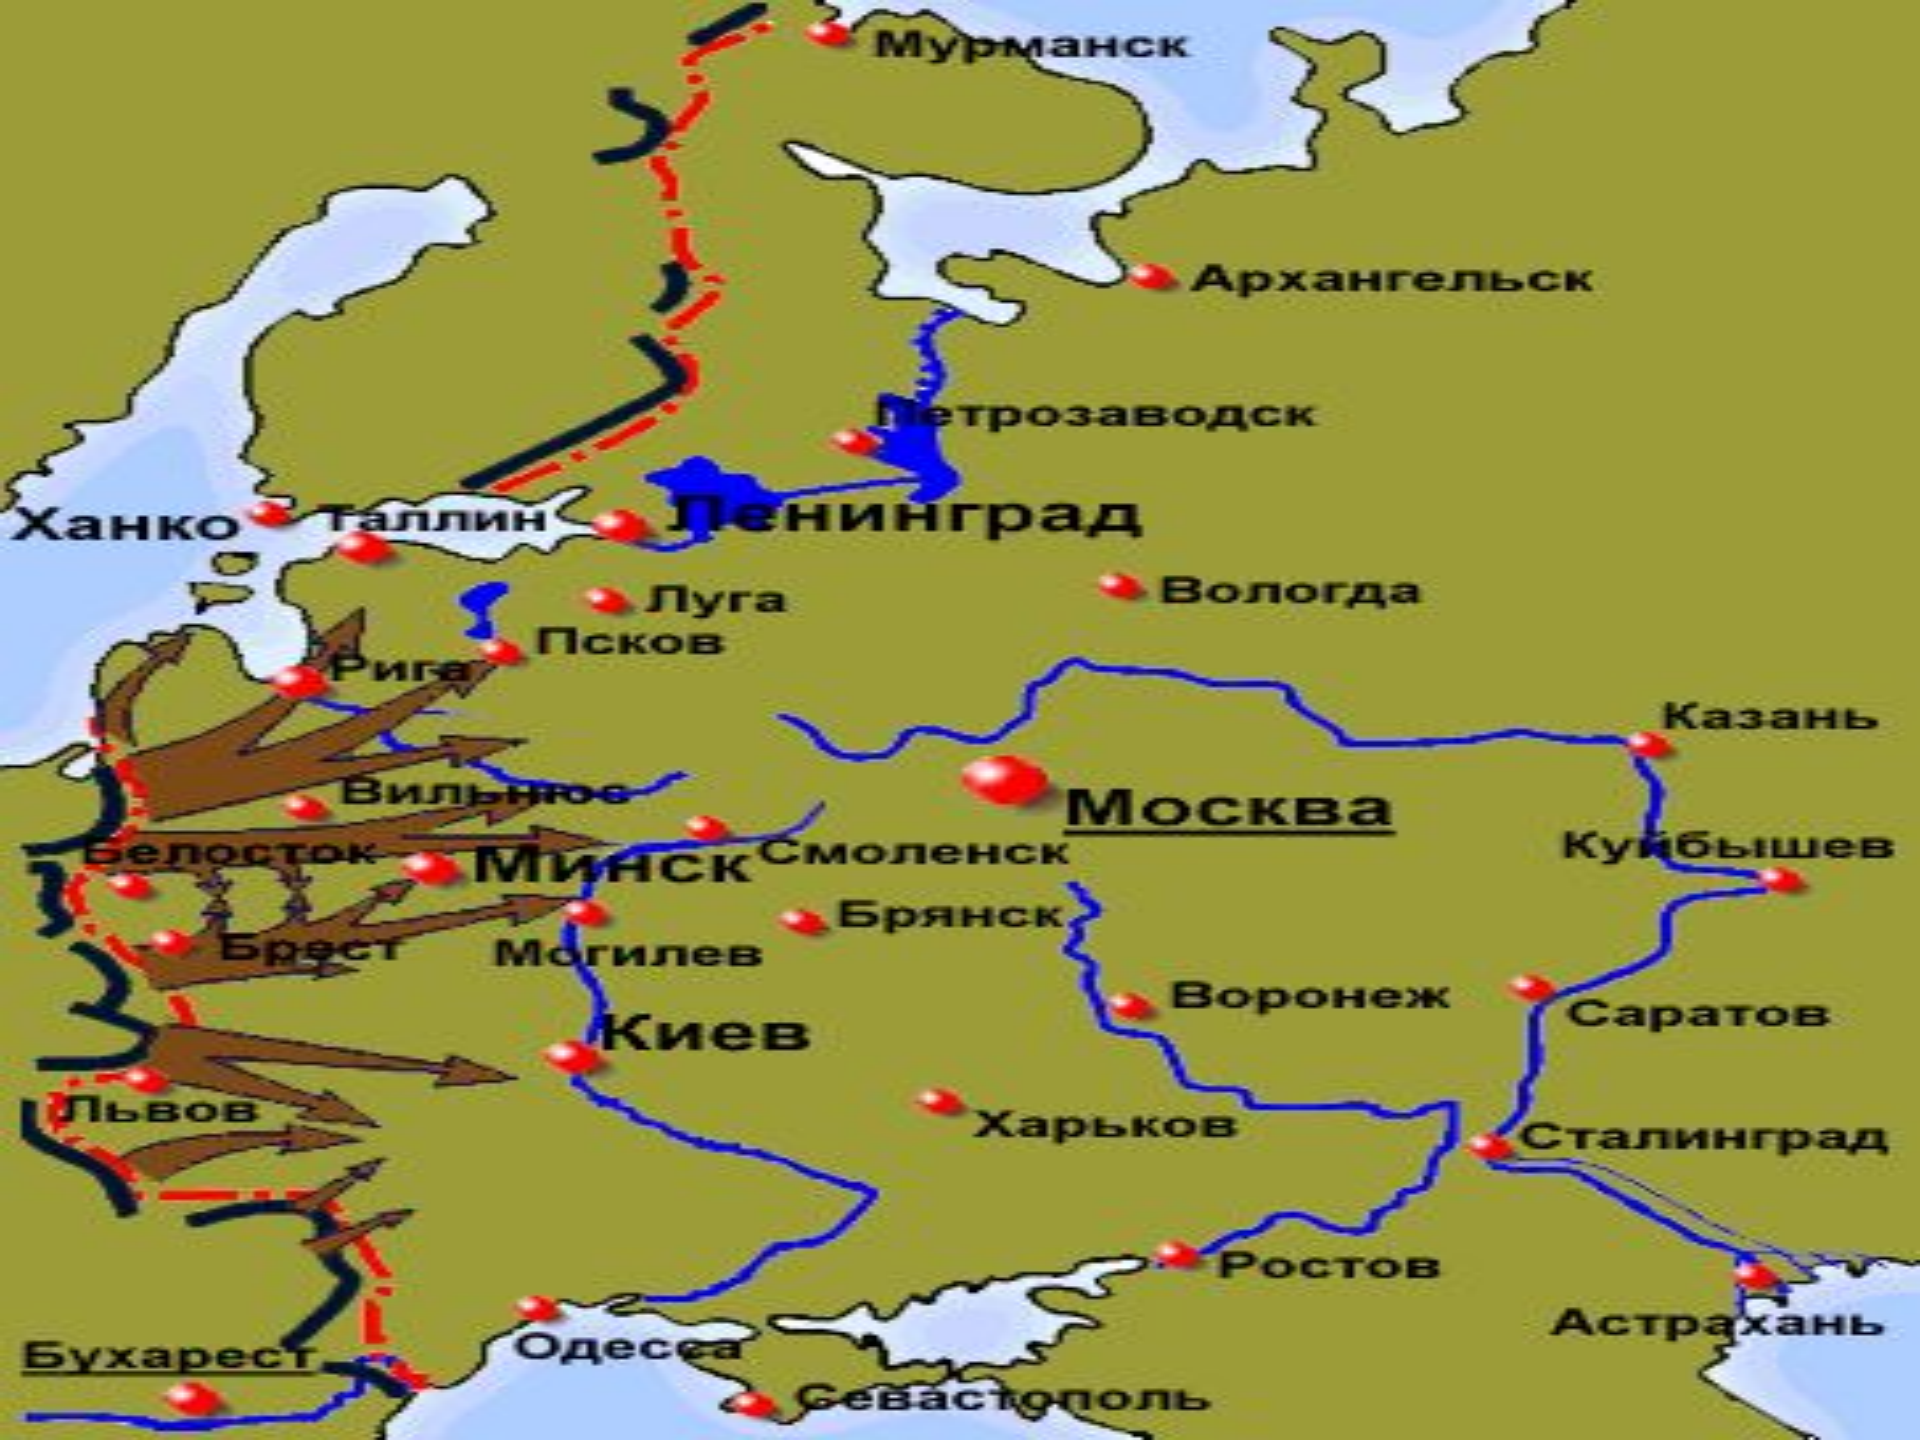 Мурманск
Архангельск
Петрозаводск
Ханко
Таллин
Ленинград
Луга
Вологда
Псков
Рига
Казань
Вильнюс
Москва
Куйбышев
Белосток
Минск
Смоленск
Брянск
Брест
Могилев
Воронеж
Саратов
Киев
Львов
Харьков
Сталинград
Ростов
Астрахань
Одесса
Бухарест
Севастополь